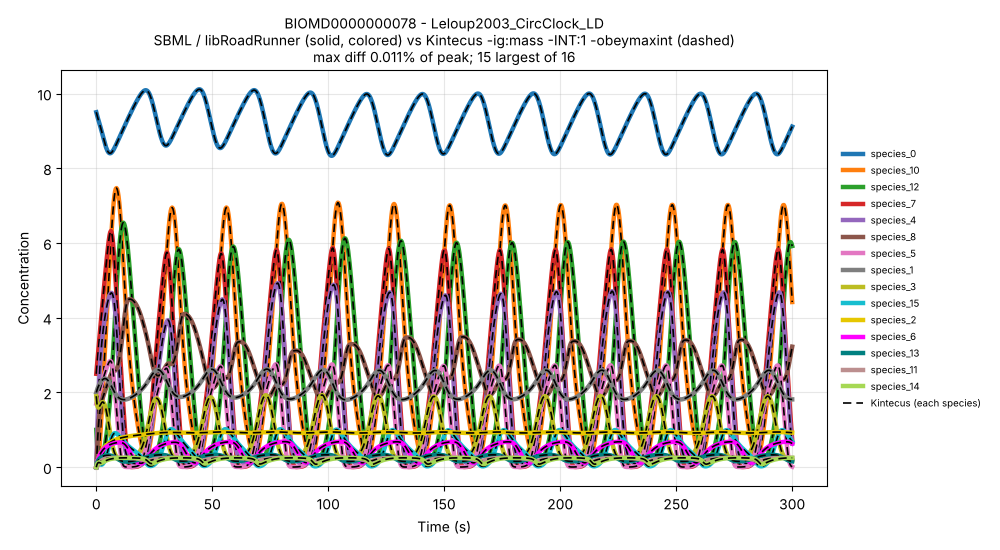 BIOMD0000000078 - Leloup2003_CircClock_LD
SBML / libRoadRunner (solid, colored) vs Kintecus -ig:mass -INT:1 -obeymaxint (dashed)
max diff 0.011% of peak; 15 largest of 16
Concentration
10
8
6
4
2
0
0 50 100 150 200 250 300
Time (s)
species_0
species_10
species_12
species_7
species_4
species_8
species_5
species_1
species_3
species_15
species_2
species_6
species_13
species_11
species_14
Kintecus (each species)